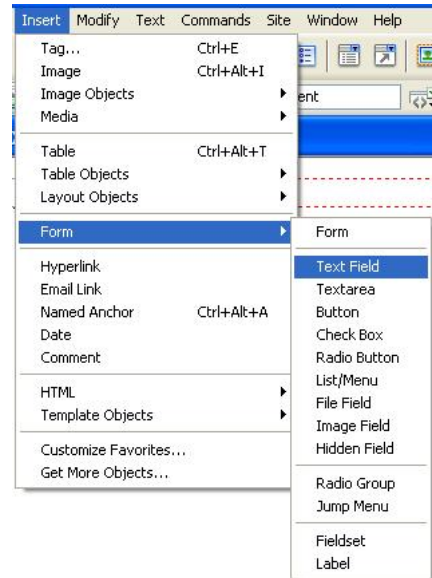 Insert Modify Text Commands Site Window Help
Tag... Ctrl+E
Image Ctrl+Alt+I
Image Objects
Media
ent
Table Ctrl+Alt+T
Table Objects
Layout Objects
Form
Hyperlink
Email Link
Named Anchor Ctrl+Alt+A
Date
Comment
HTML
Template Objects
Customize Favorites...
Get More Objects...
Form
Text Field
Textarea
Button
Check Box
Radio Button
List/Menu
File Field
Image Field
Hidden Field
Radio Group
Jump Menu
Fieldset
Label